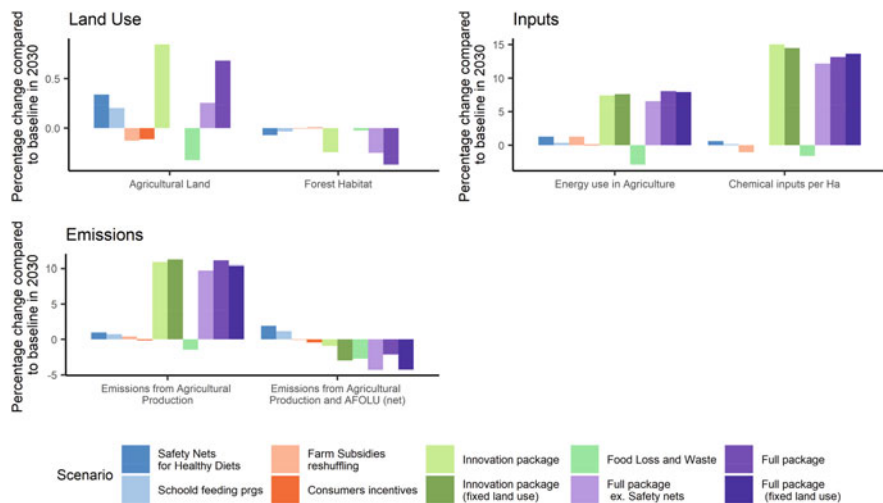 Land Use
Percentage change compared
to baseline in 2030
0.5
0.0
Agricultural Land
Forest Habitat
Inputs
Percentage change compared
to baseline in 2030
15
10
5
0
Energy use in Agriculture
Chemical inputs per Ha
Emissions
Percentage change compared
to baseline in 2030
10
5
0
-5
Emissions from Agricultural
Production
Emissions from Agricultural
Production and AFOLU (net)
Scenario
Safety Nets
for Healthy Diets
Schoold feeding prgs
Farm Subsidies
reshuffling
Consumers incentives
Innovation package
Innovation package
(fixed land use)
Food Loss and Waste
Full package
ex. Safety nets
Full package
Full package
(fixed land use)